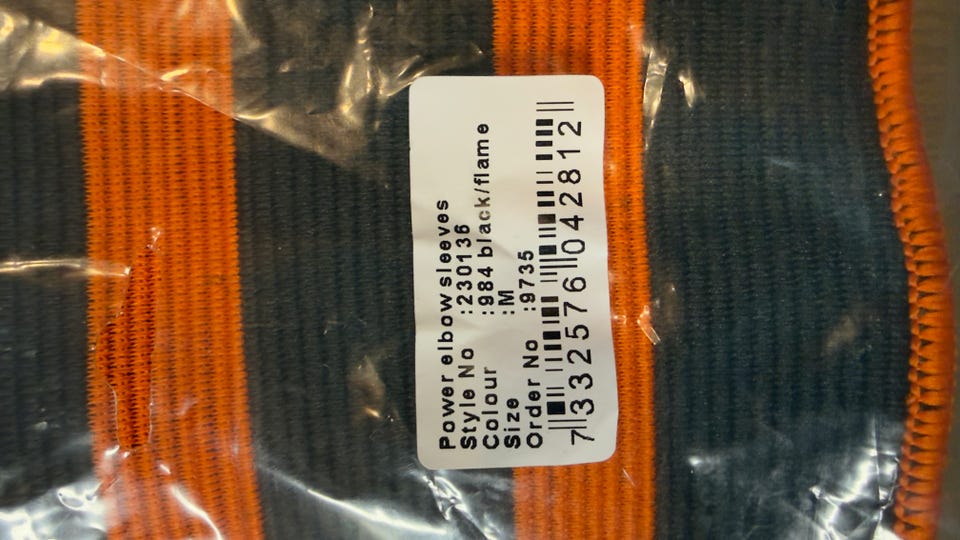 Power elbow sleeves
Style No :230136
Colour :984 black/flame
Size :M
Order No :9735
7 332576 042812